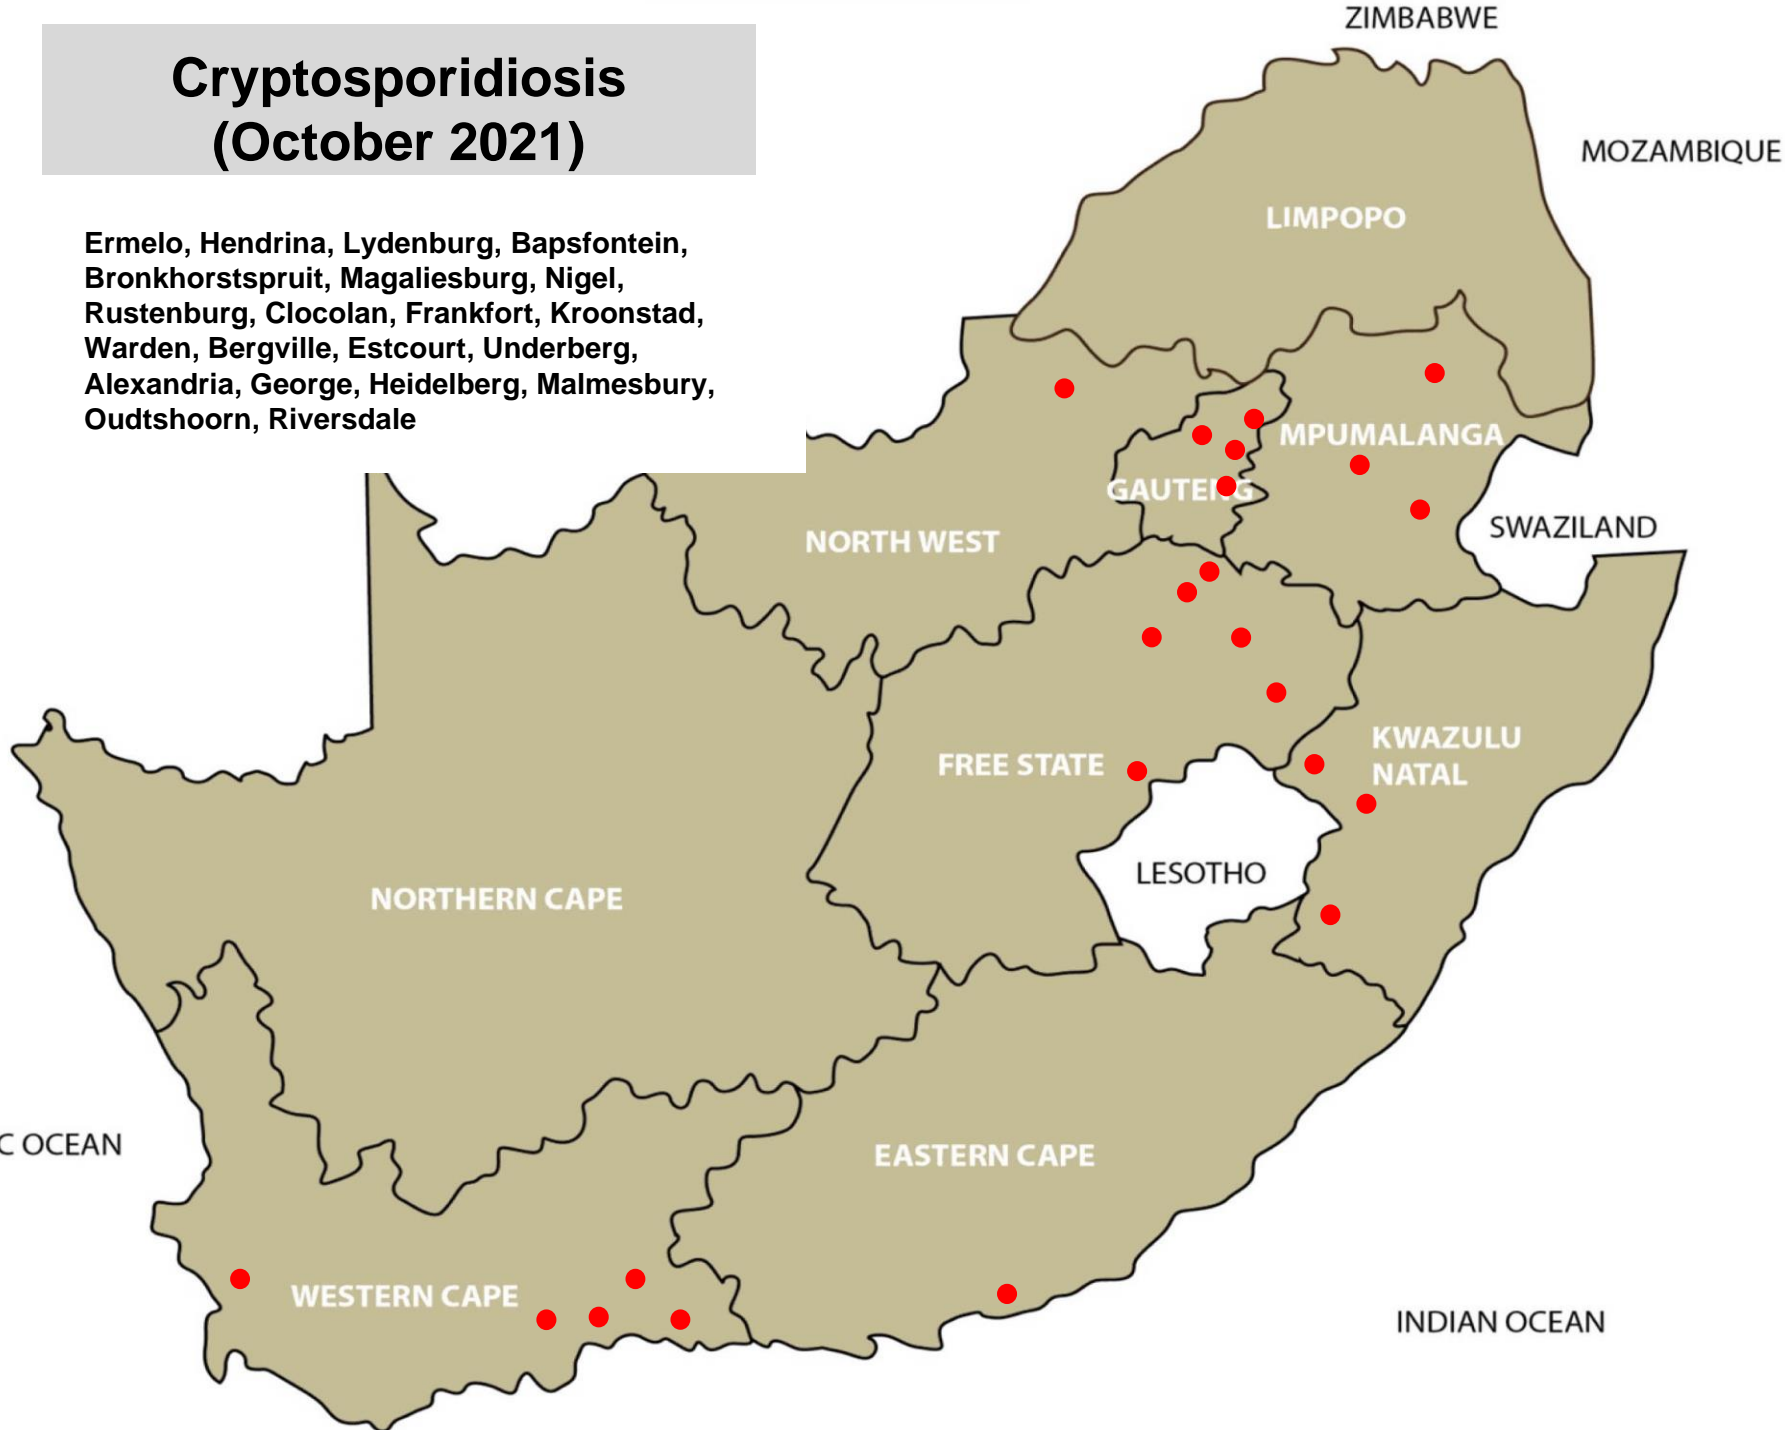 ZIMBABWE
Cryptosporidiosis
(October 2021)
MOZAMBIQUE
LIMPOPO
Ermelo, Hendrina, Lydenburg, Bapsfontein,
Bronkhorstspruit, Magaliesburg, Nigel,
Rustenburg, Clocolan, Frankfort, Kroonstad,
Warden, Bergville, Estcourt, Underberg,
Alexandria, George, Heidelberg, Malmesbury,
Oudtshoorn, Riversdale
MPUMALANGA
GAUTENG
SWAZILAND
NORTH WEST
KWAZULU
NATAL
FREE STATE
LESOTHO
NORTHERN CAPE
C OCEAN
EASTERN CAPE
WESTERN CAPE
INDIAN OCEAN